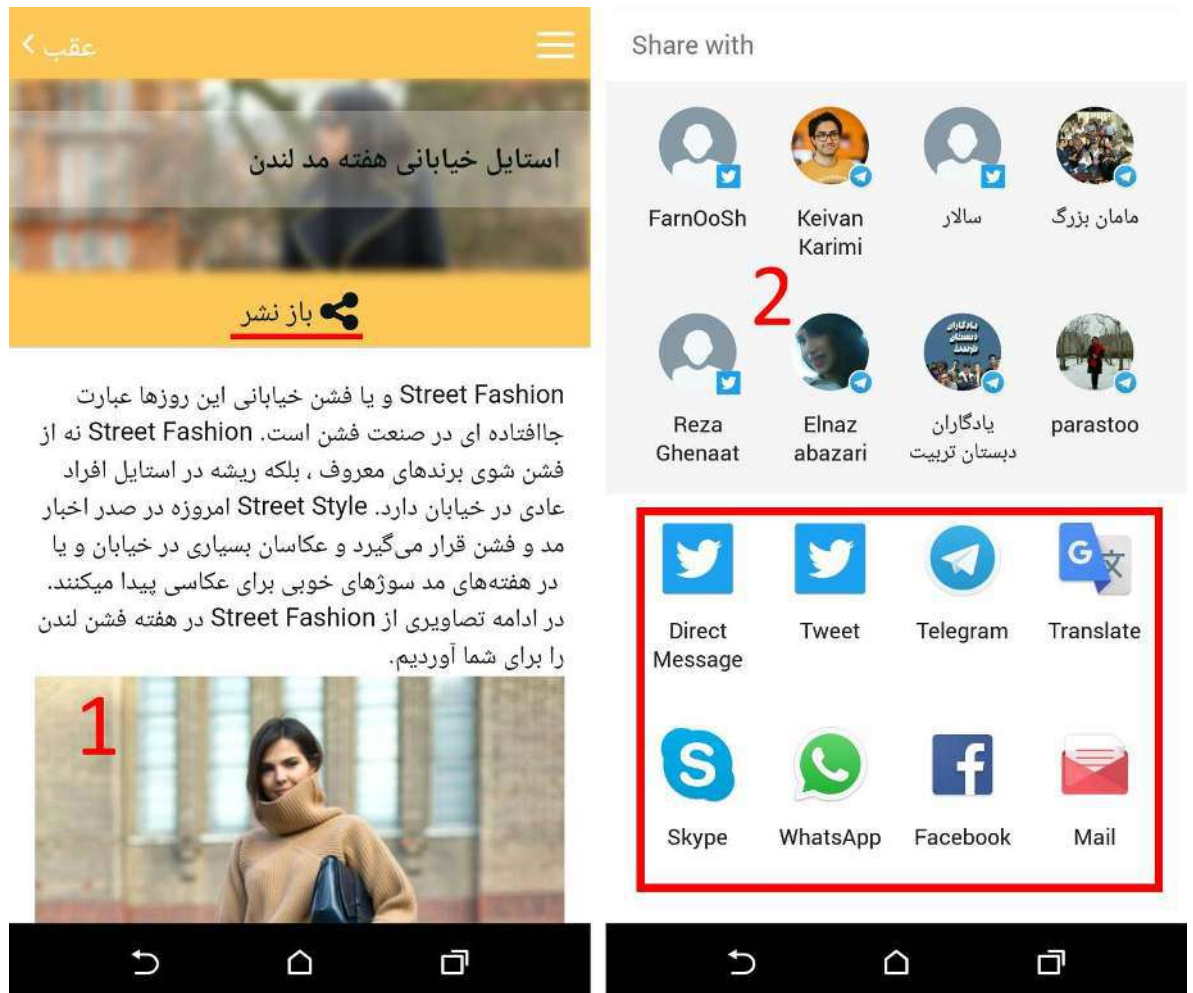 عقب
استایل خیابانی هفته مد لندن
باز نشر
Street Fashion و یا فشن خیابانی این روزها عبارت
جاافتاده ای در صنعت فشن است. Street Fashion نه از
فشن شوی برندهای معروف ، بلکه ریشه در استایل افراد
عادی در خیابان دارد. Street Style امروزه در صدر اخبار
مد و فشن قرار می‌گیرد و عکاسان بسیاری در خیابان و یا
در هفته‌های مد سوژهای خوبی برای عکاسی پیدا میکنند.
در ادامه تصاویری از Street Fashion در هفته فشن لندن
را برای شما آوردیم.
1
Share with
FarnOoSh
Keivan
Karimi
سالار
مامان بزرگ
2
Reza
Ghenaat
Elnaz
abazari
یادگاران
دبستان تربیت
parastoo
Direct
Message
Tweet
Telegram
Translate
Skype
WhatsApp
Facebook
Mail